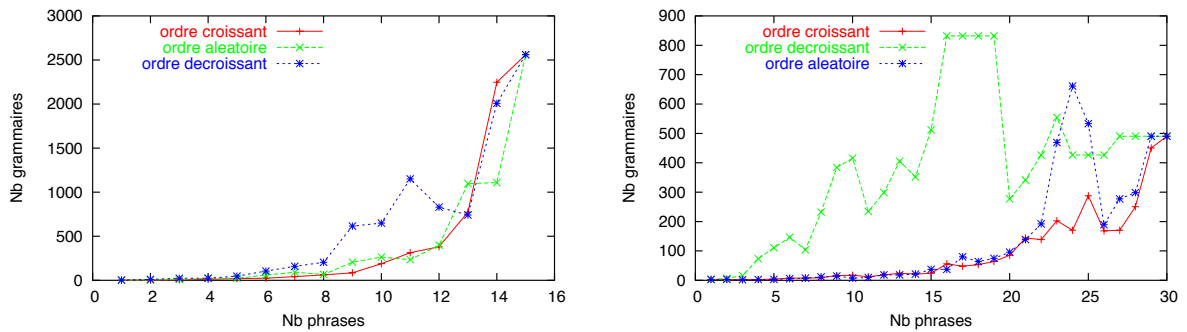 3000
2500
2000
1500
1000
500
0
Nb grammaires
ordre croissant
ordre aleatoire
ordre decroissant
0 2 4 6 8 10 12 14 16
Nb phrases
900
800
700
600
500
400
300
200
100
0
Nb grammaires
ordre croissant
ordre decroissant
ordre aleatoire
0 5 10 15 20 25 30
Nb phrases